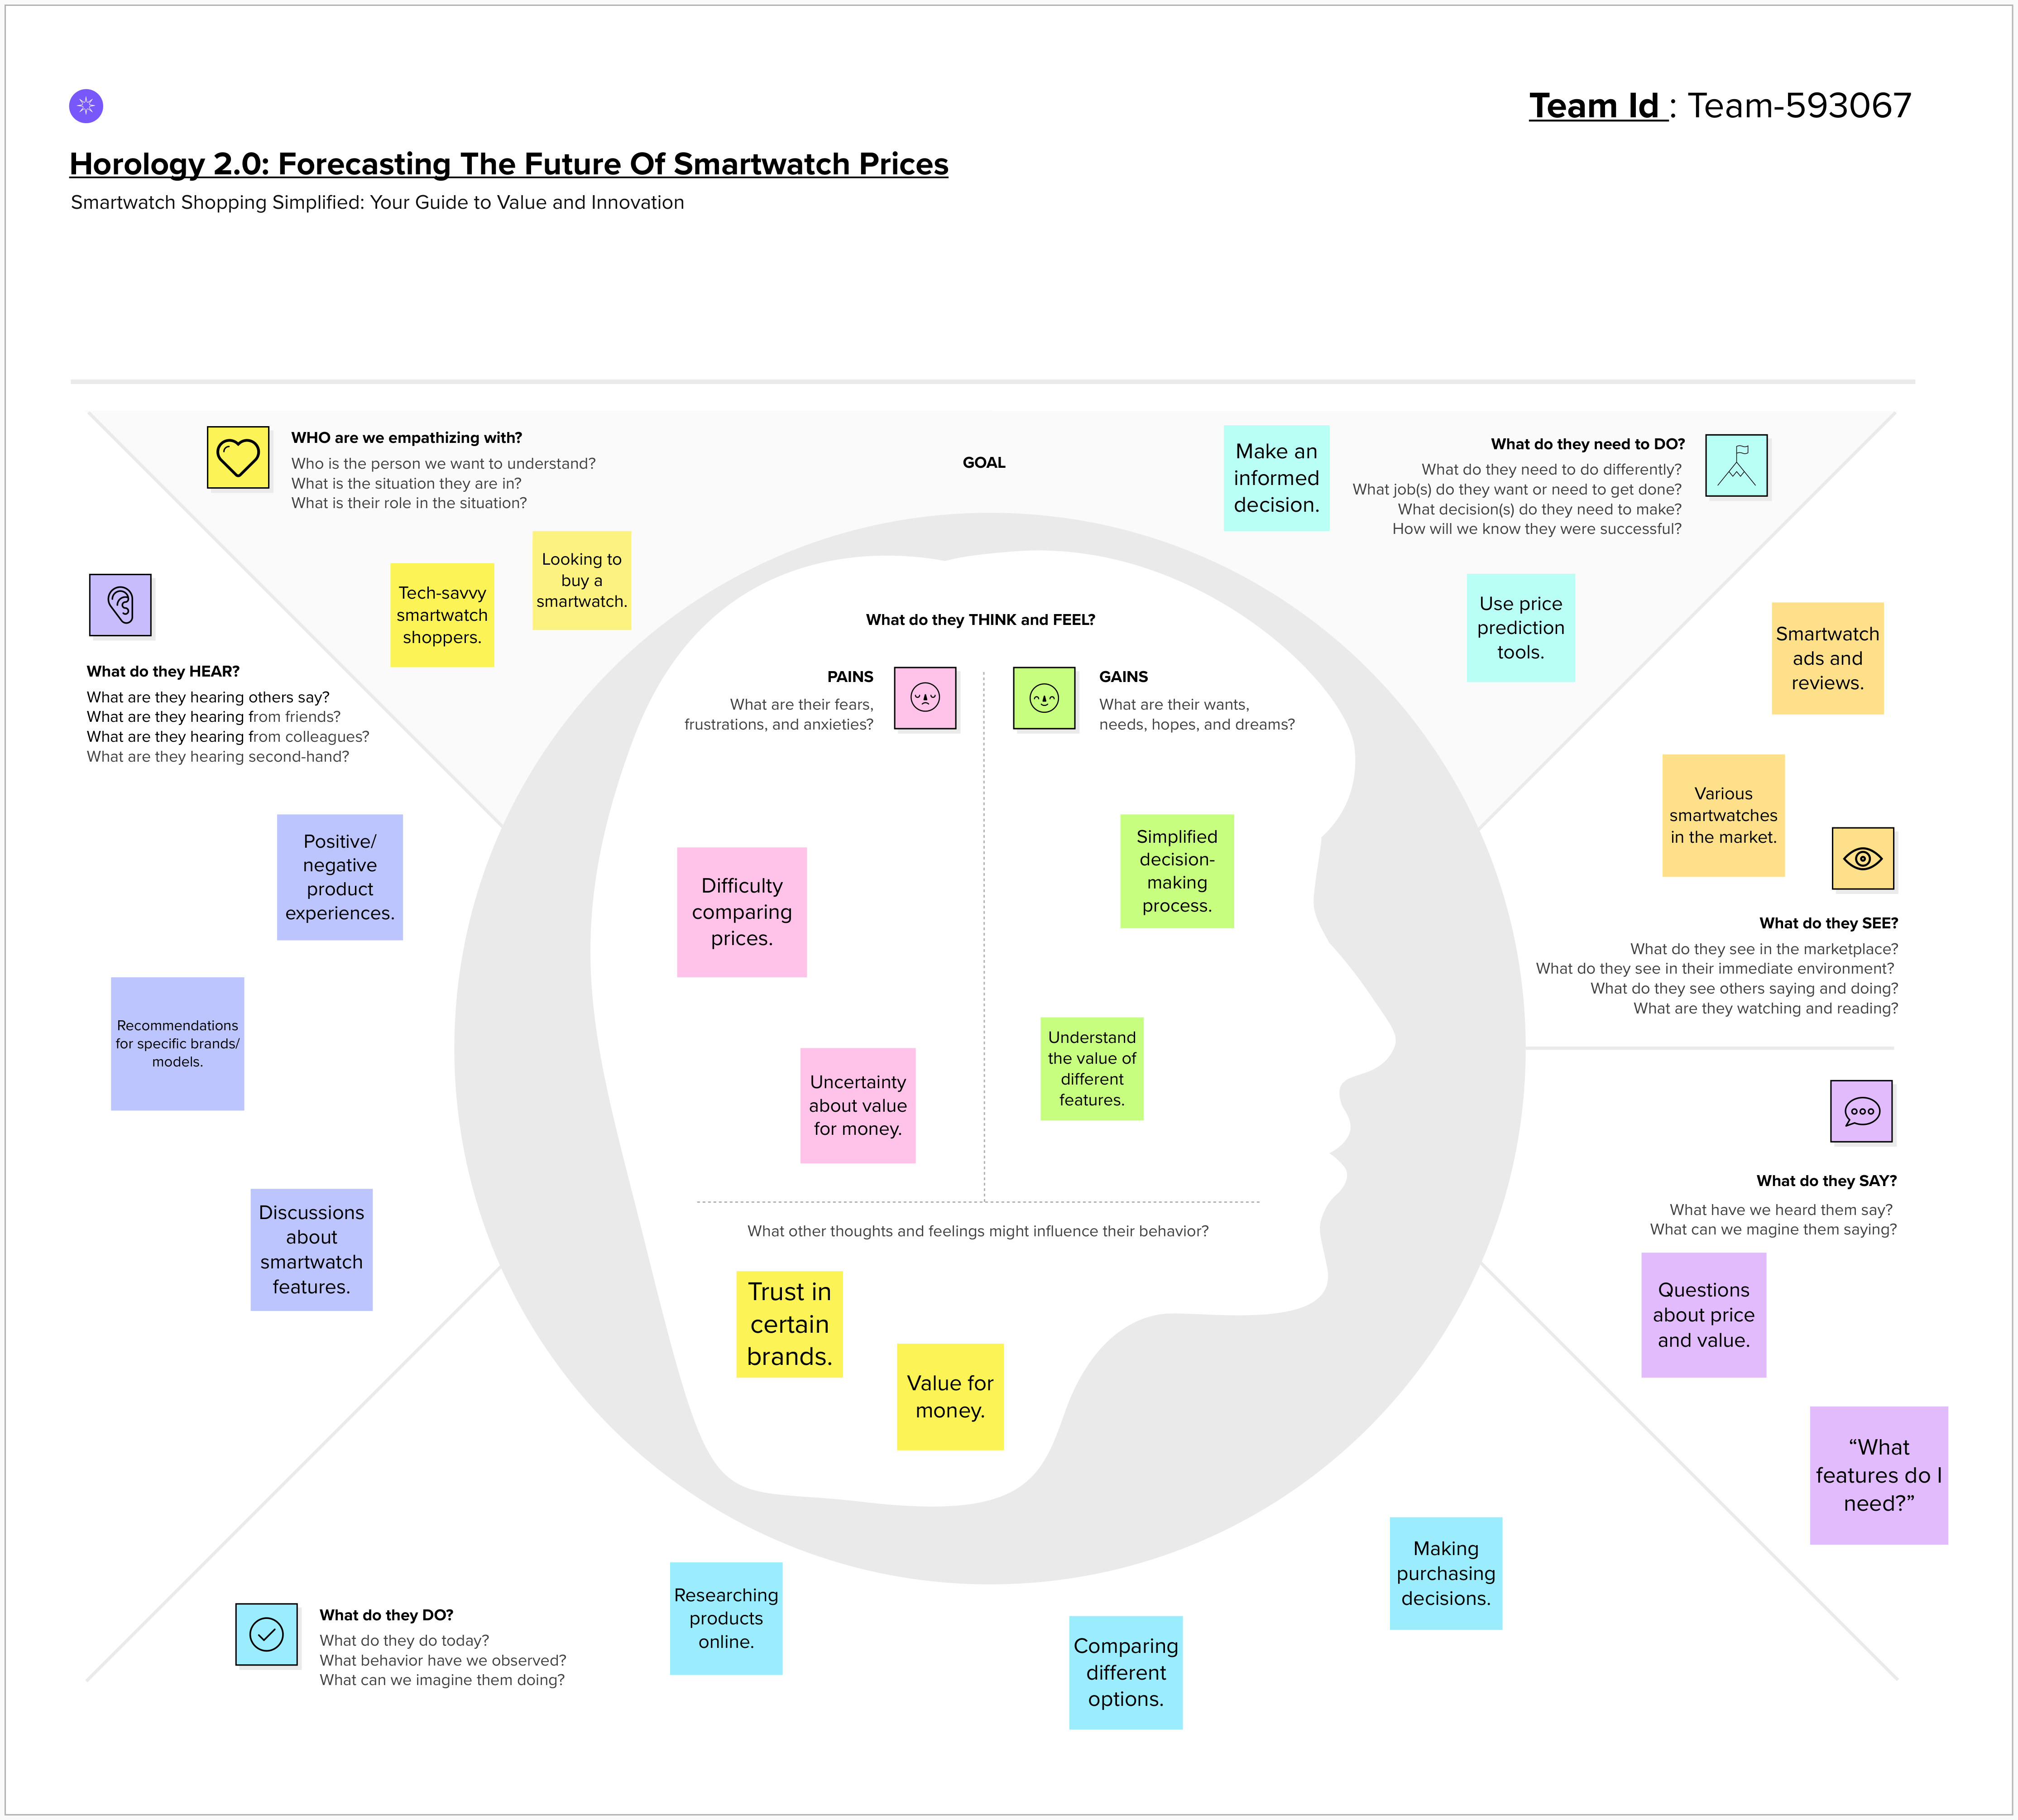 Team Id : Team-593067
Horology 2.0: Forecasting The Future Of Smartwatch Prices
Smartwatch Shopping Simplified: Your Guide to Value and Innovation
WHO are we empathizing with?
Who is the person we want to understand?
What is the situation they are in?
What is their role in the situation?
Tech-savvy
smartwatch
shoppers.
Looking to
buy a
smartwatch.
GOAL
Make an
informed
decision.
What do they need to DO?
What do they need to do differently?
What job(s) do they want or need to get done?
What decision(s) do they need to make?
How will we know they were successful?
Use price
prediction
tools.
What do they HEAR?
What are they hearing others say?
What are they hearing from friends?
What are they hearing from colleagues?
What are they hearing second-hand?
Positive/
negative
product
experiences.
Recommendations
for specific brands/
models.
Discussions
about
smartwatch
features.
What do they THINK and FEEL?
PAINS
What are their fears,
frustrations, and anxieties?
Difficulty
comparing
prices.
Uncertainty
about value
for money.
GAINS
What are their wants,
needs, hopes, and dreams?
Simplified
decision-
making
process.
Understand
the value of
different
features.
What other thoughts and feelings might influence their behavior?
Trust in
certain
brands.
Value for
money.
Smartwatch
ads and
reviews.
Various
smartwatches
in the market.
What do they SEE?
What do they see in the marketplace?
What do they see in their immediate environment?
What do they see others saying and doing?
What are they watching and reading?
What do they SAY?
What have we heard them say?
What can we magine them saying?
Questions
about price
and value.
“What
features do I
need?”
What do they DO?
What do they do today?
What behavior have we observed?
What can we imagine them doing?
Researching
products
online.
Comparing
different
options.
Making
purchasing
decisions.